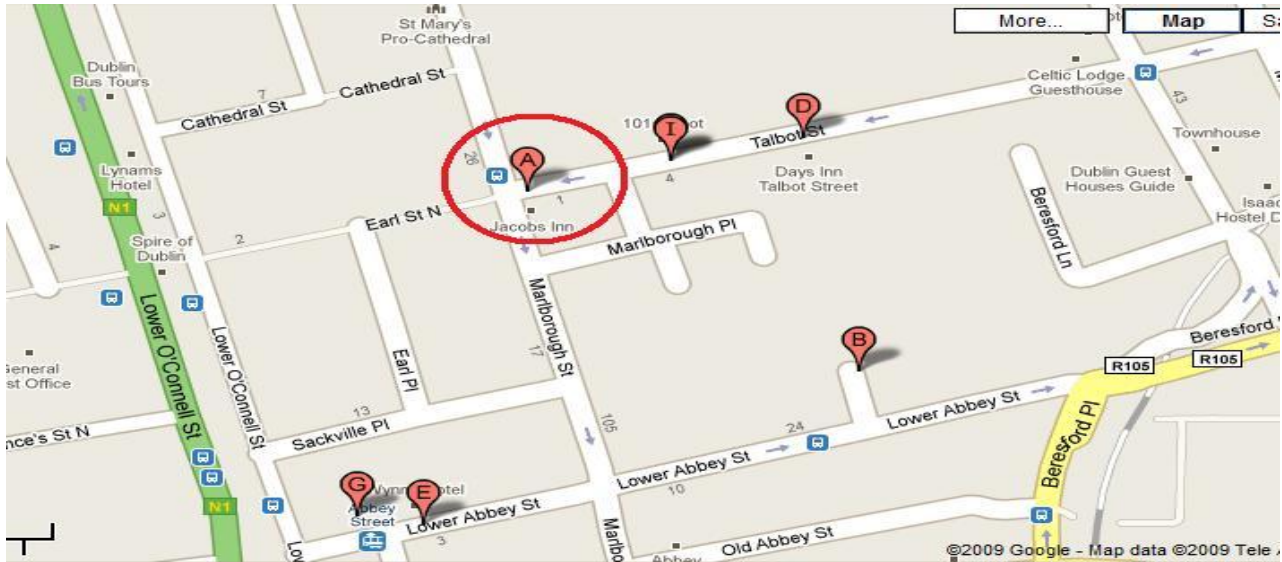 St Mary's
Pro-Cathedral
More...
Map
Dublin
Bus Tours
Cathedral St
Cathedral St
7
Celtic Lodge
Guesthouse
43
D
101
I
Talbot St
Townhouse
26
A
4
Days Inn
Talbot Street
Dublin Guest
Houses Guide
Lynams
Hotel
N1
3
1
Jacobs Inn
Earl St N
2
4
Spire of
Dublin
Marlborough Pl
Beresford Ln
Hostel
Lower O'Connell St
Lower O'Connell St
Marlborough St
17
Earl Pl
B
Beresford
R105
R105
General
st Office
13
Sackville Pl
105
24
Lower Abbey St
Beresford Pl
Lower Abbey St
10
G
E
Hotel
Abbey
Street
Lower Abbey St
3
N1
Old Abbey St
Abbey
©2009 Google - Map data ©2009 Tele